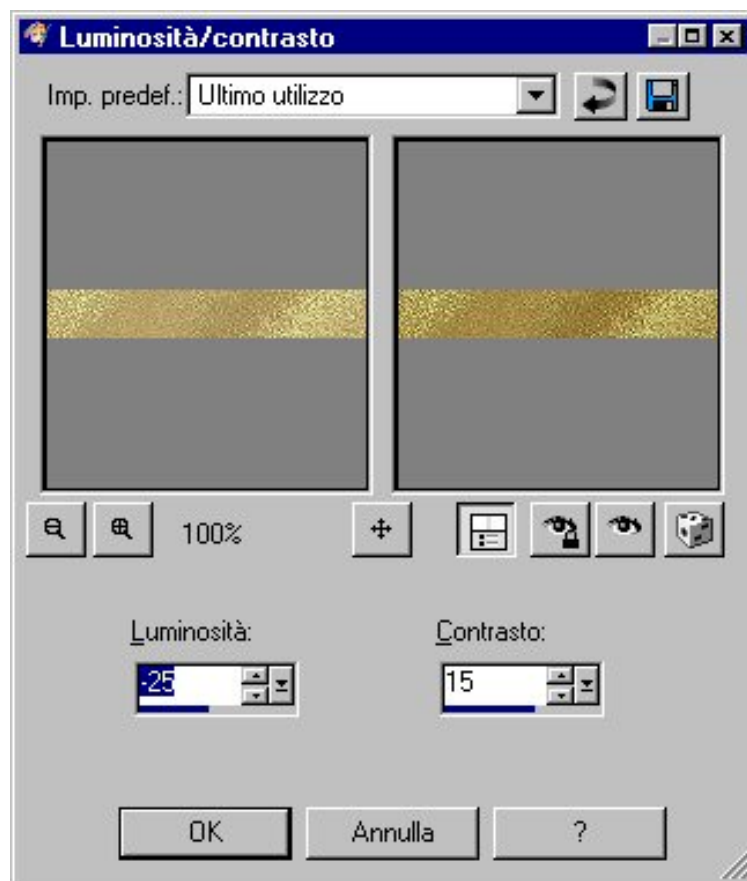 Luminosità/contrasto
Imp. predef.: Ultimo utilizzo
100%
Luminosità: Contrasto:
-25 15
OK Annulla ?